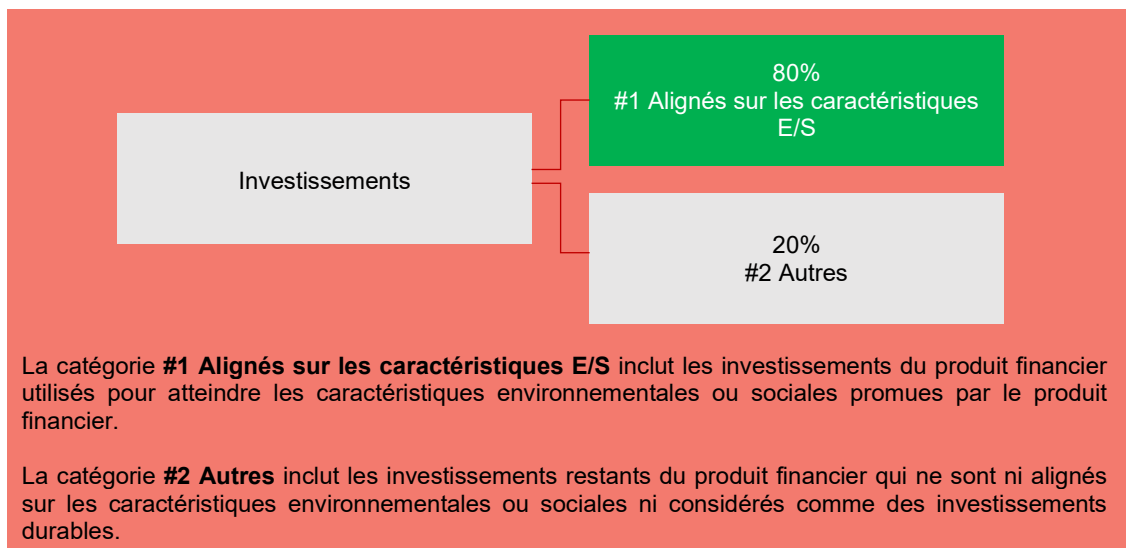 80%
#1 Alignés sur les caractéristiques
E/S
Investissements
20%
#2 Autres
La catégorie #1 Alignés sur les caractéristiques E/S inclut les investissements du produit financier
utilisés pour atteindre les caractéristiques environnementales ou sociales promues par le produit
financier.
La catégorie #2 Autres inclut les investissements restants du produit financier qui ne sont ni alignés
sur les caractéristiques environnementales ou sociales ni considérés comme des investissements
durables.